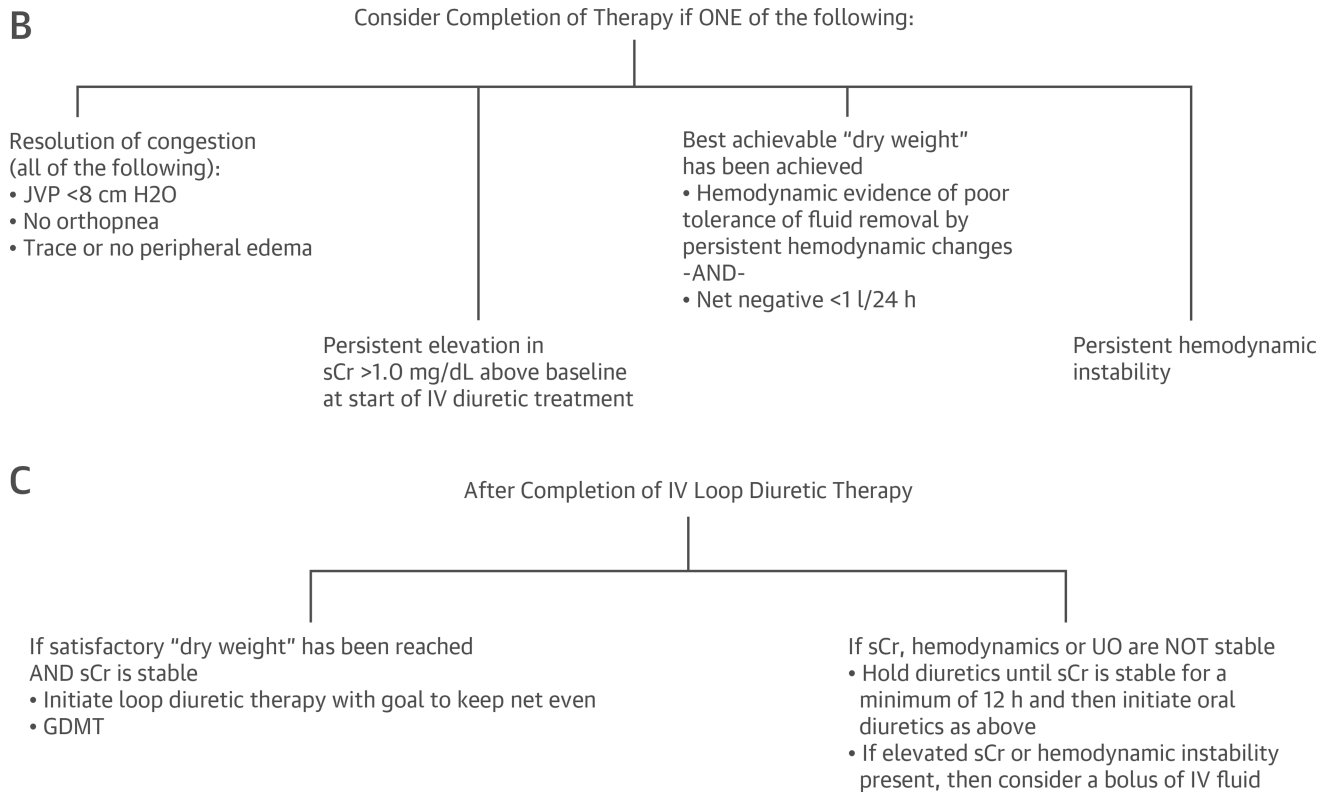 B
Consider Completion of Therapy if ONE of the following:
Resolution of congestion
(all of the following):
• JVP <8 cm H2O
• No orthopnea
• Trace or no peripheral edema
Persistent elevation in
sCr >1.0 mg/dL above baseline
at start of IV diuretic treatment
Best achievable “dry weight”
has been achieved
• Hemodynamic evidence of poor
tolerance of fluid removal by
persistent hemodynamic changes
-AND-
• Net negative <1 l/24 h
Persistent hemodynamic
instability
C
After Completion of IV Loop Diuretic Therapy
If satisfactory “dry weight” has been reached
AND sCr is stable
• Initiate loop diuretic therapy with goal to keep net even
• GDMT
If sCr, hemodynamics or UO are NOT stable
• Hold diuretics until sCr is stable for a
minimum of 12 h and then initiate oral
diuretics as above
• If elevated sCr or hemodynamic instability
present, then consider a bolus of IV fluid